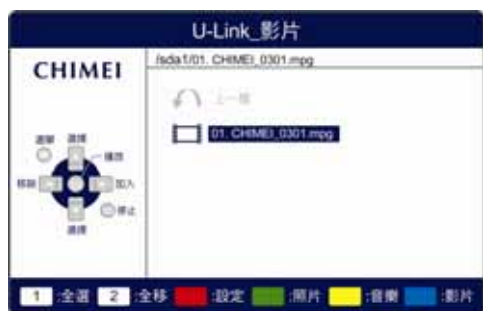 U-Link_影片
CHIMEI
/sda1/01. CHIMEI_0301.mpg
上一層
01. CHIMEI_0301.mpg
選單 選擇
播放
移除 加入
停止
選擇
1 :全選 2 :全移 :設定 :照片 :音樂 :影片